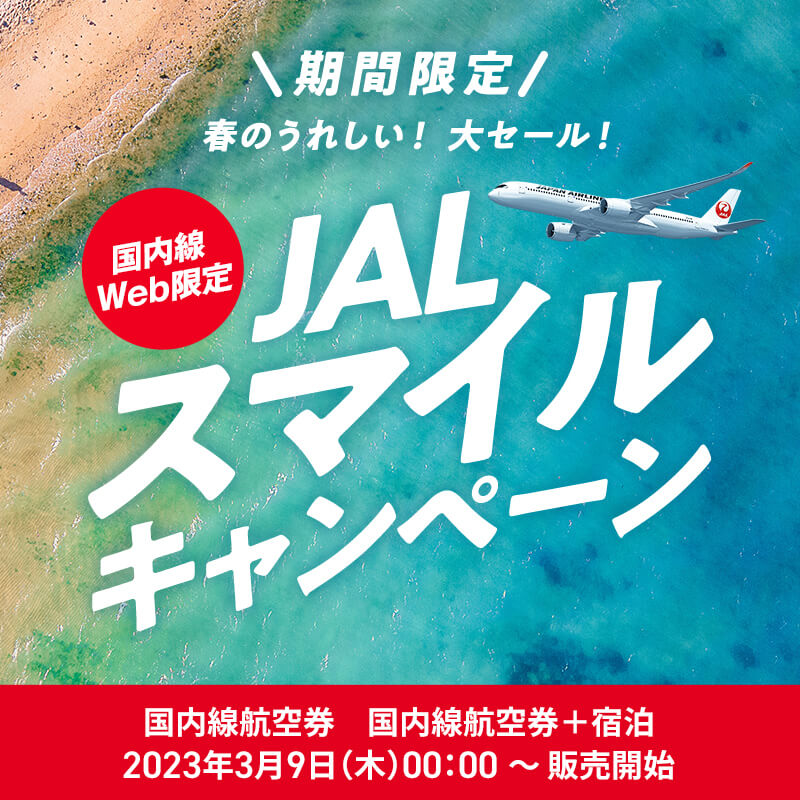 期間限定
春のうれしい！ 大セール！
国内線
Web限定
JAL
スマイル
キャンペーン
JAPAN AIRLINES
JAL
国内線航空券　国内線航空券＋宿泊
2023年3月9日（木）00：00 ～ 販売開始